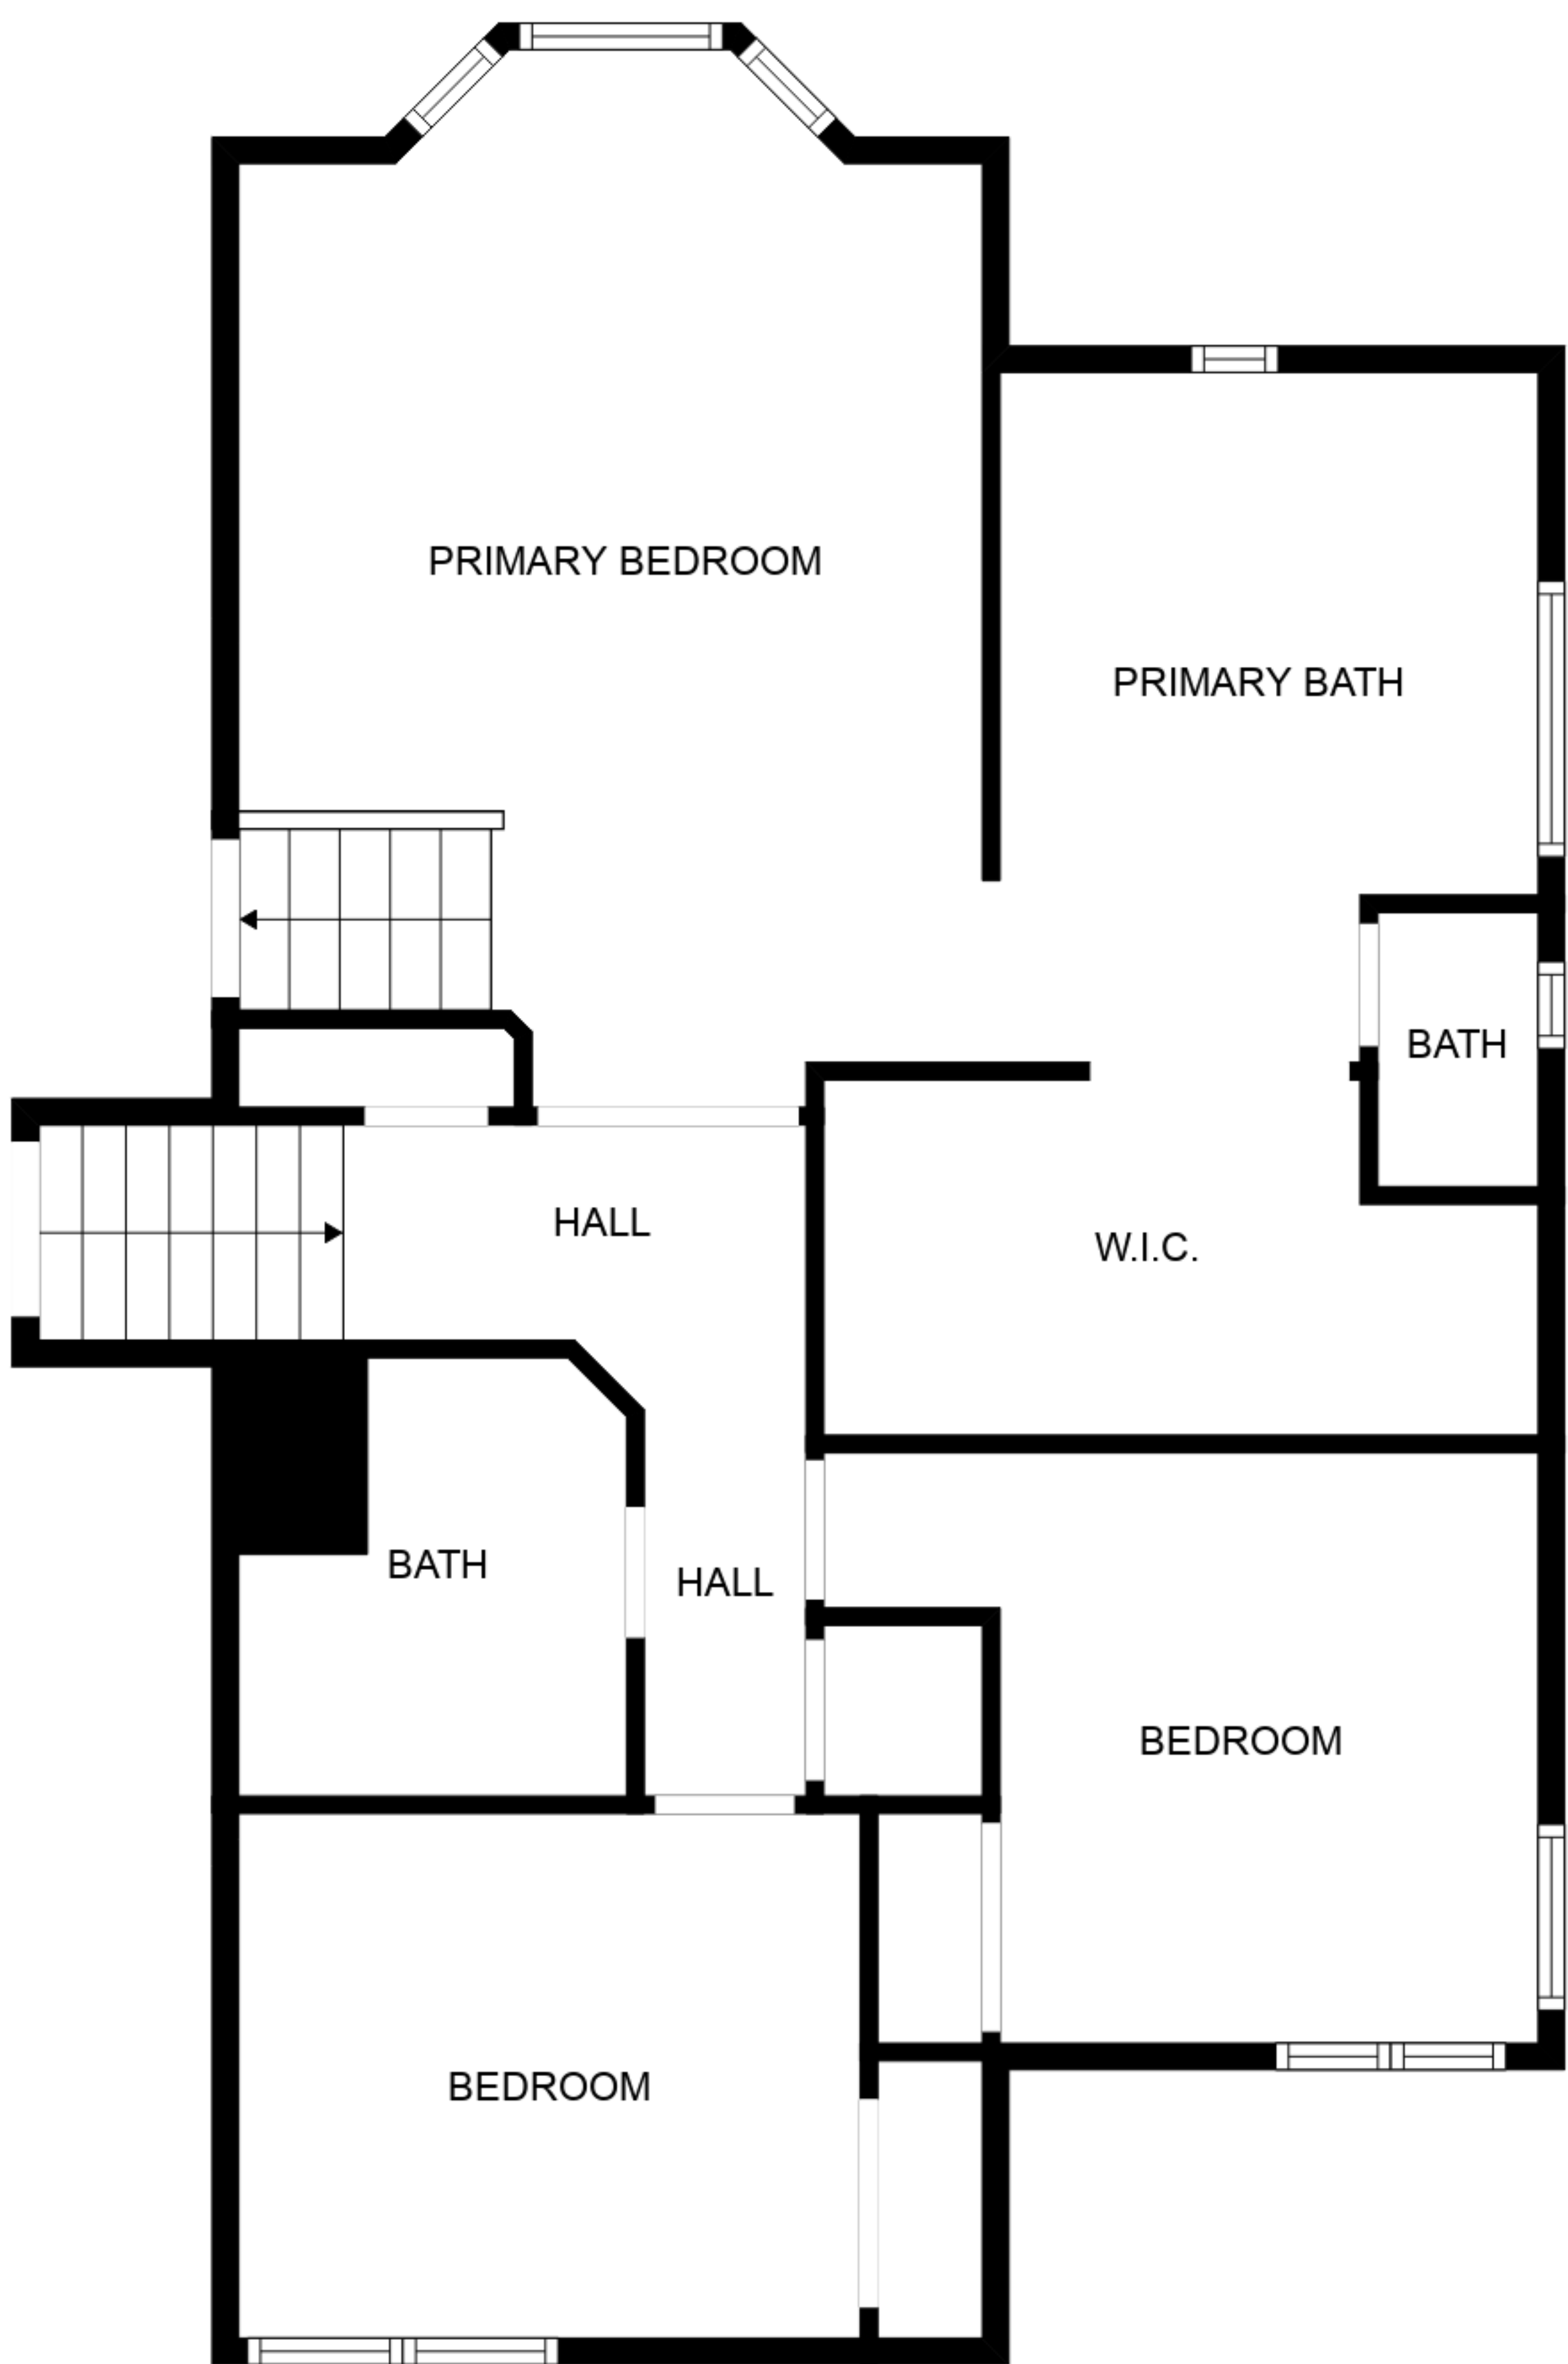 PRIMARY BEDROOM
PRIMARY BATH
BATH
HALL
W.I.C.
BATH
HALL
BEDROOM
BEDROOM